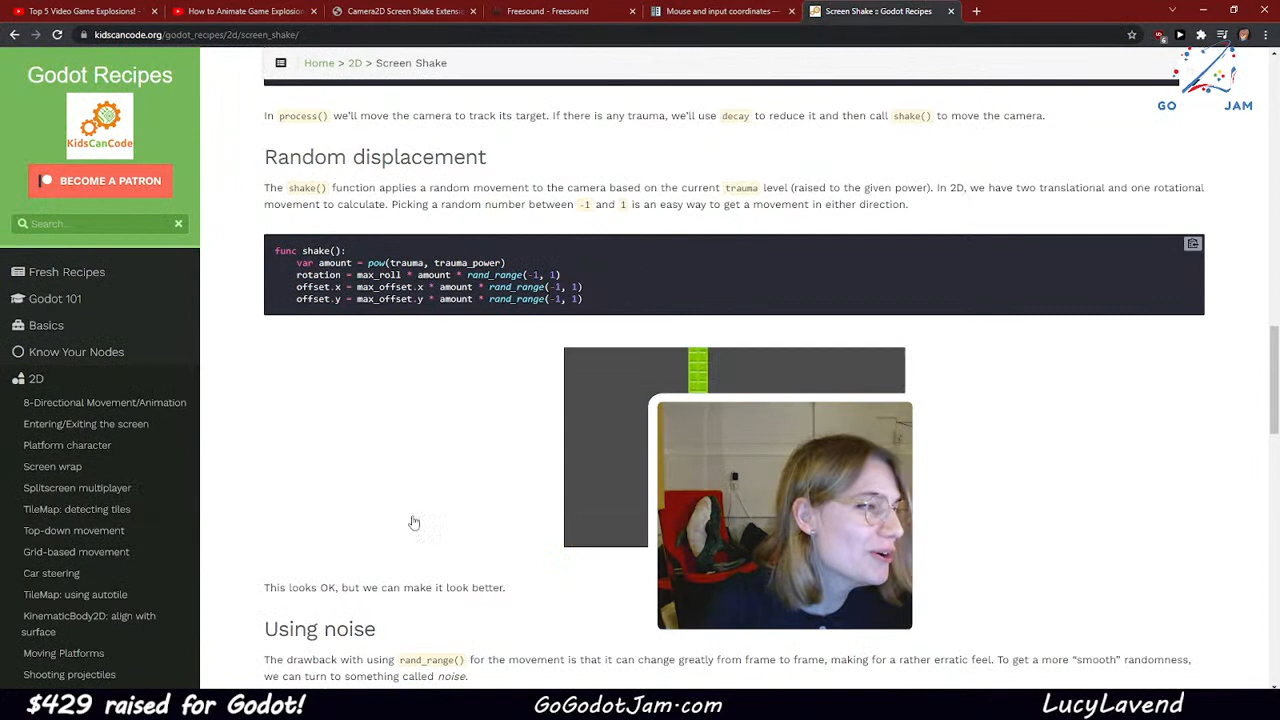 Top 5 Video Games - Explosions
How to Animate Game Explosion
Camera2D Screen Shake Extensi
Freesound - Freesound
Mouse and input coordinates —
Screen Shake :: Godot Recipes
kidscancode.org/godot_recipes/2d/screen_shake/
Godot Recipes
KidsCanCode
BECOME A PATRON
Search...
Fresh Recipes
Godot 101
Basics
Know Your Nodes
2D
8-Directional Movement/Animation
Entering/Exiting the screen
Platform character
Screen wrap
Splitscreen multiplayer
TileMap: detecting tiles
Top-down movement
Grid-based movement
Car steering
TileMap: using autotile
KinematicBody2D: align with
surface
Moving Platforms
Shooting projectiles
Home > 2D > Screen Shake
GO JAM
In process() we'll move the camera to track its target. If there is any trauma, we'll use decay to reduce it and then call shake() to move the camera.
Random displacement
The shake() function applies a random movement to the camera based on the current trauma level (raised to the given power). In 2D, we have two translational and one rotational
movement to calculate. Picking a random number between -1 and 1 is an easy way to get a movement in either direction.
func shake():
var amount = pow(trauma, trauma_power)
rotation = max_roll * amount * rand_range(-1, 1)
offset.x = max_offset.x * amount * rand_range(-1, 1)
offset.y = max_offset.y * amount * rand_range(-1, 1)
This looks OK, but we can make it look better.
Using noise
The drawback with using rand_range() for the movement is that it can change greatly from frame to frame, making for a rather erratic feel. To get a more “smooth” randomness,
we can turn to something called noise.
$429 raised for Godot!
GoGodotJam.com
LucyLavend